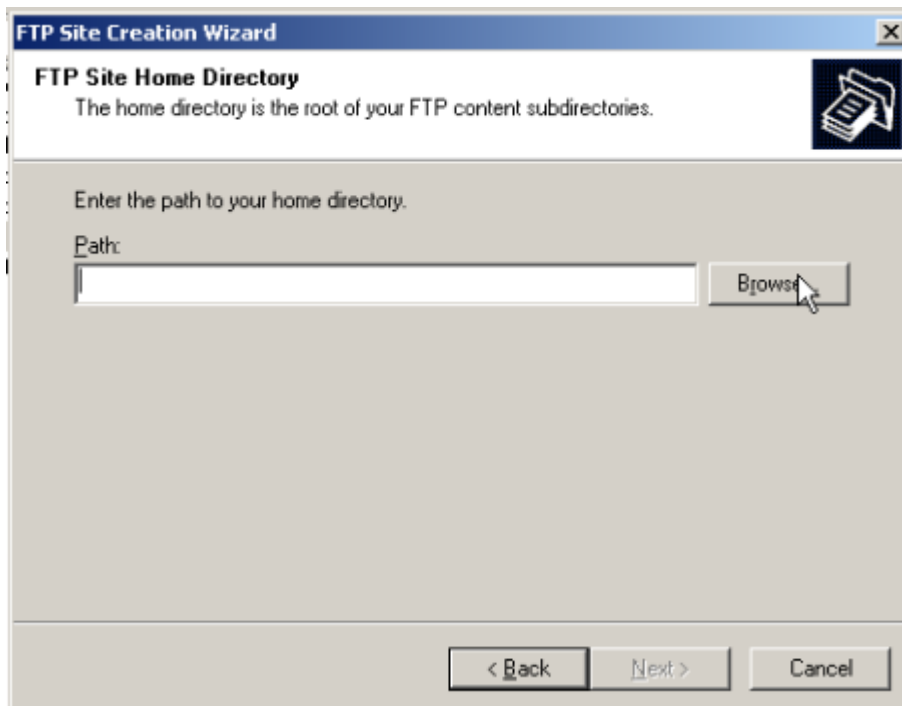 FTP Site Creation Wizard
FTP Site Home Directory
The home directory is the root of your FTP content subdirectories.
Enter the path to your home directory.
Path:
Browse...
< Back
Next >
Cancel